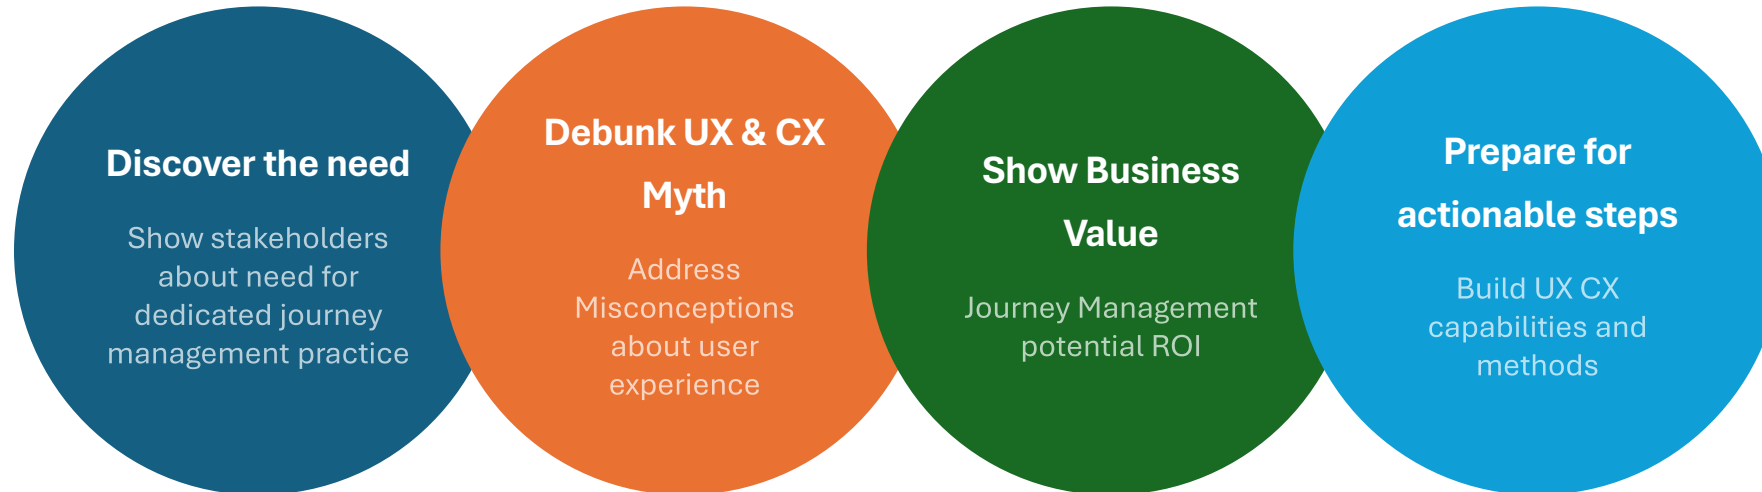 Discover the need
Show stakeholders
about need for
dedicated journey
management practice
Debunk UX & CX
Myth
Address
Misconceptions
about user
experience
Show Business
Value
Journey Management
potential ROI
Prepare for
actionable steps
Build UX CX
capabilities and
methods